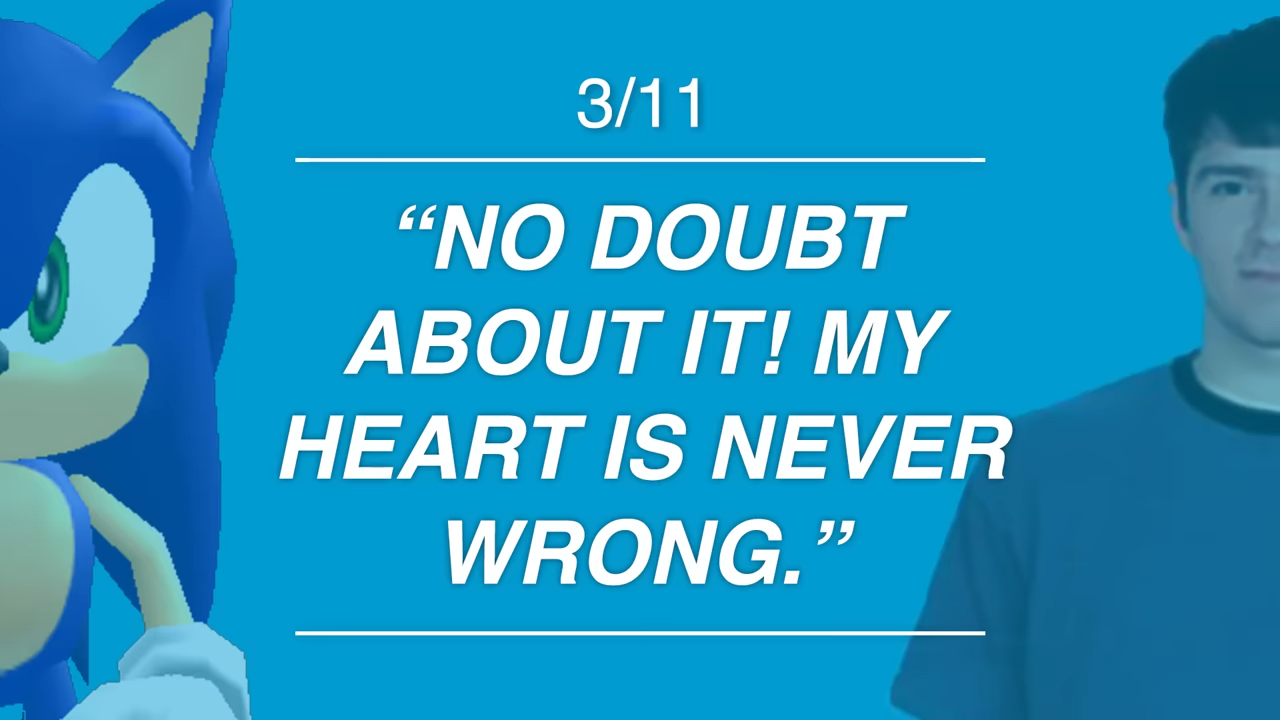 3/11
“NO DOUBT
ABOUT IT! MY
HEART IS NEVER
WRONG.”